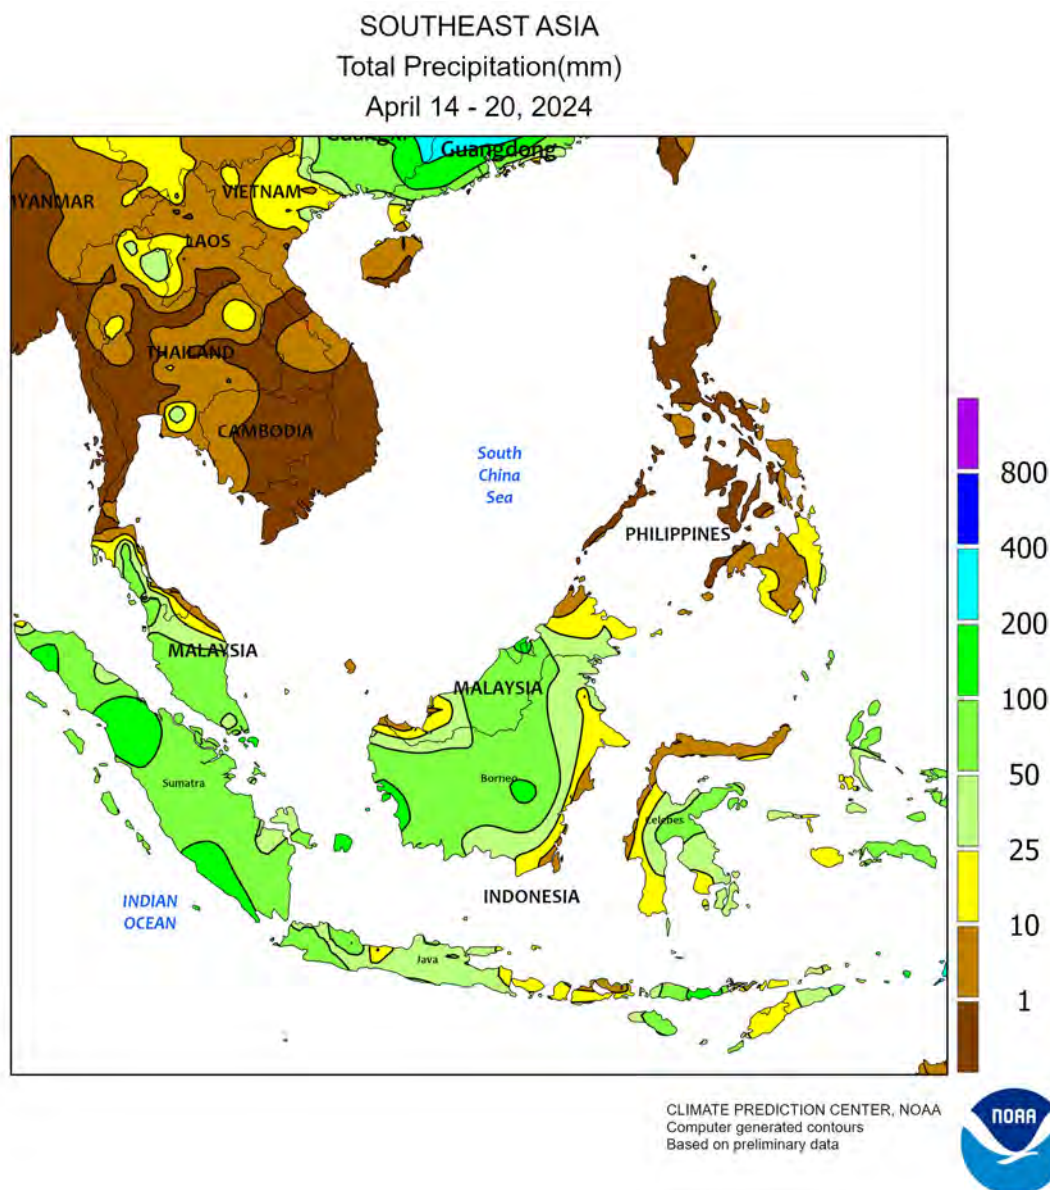 SOUTHEAST ASIA
Total Precipitation(mm)
April 14 - 20, 2024
Guangdong
VIETNAM
LAOS
THAILAND
CAMBODIA
South
China
Sea
PHILIPPINES
MALAYSIA
MALAYSIA
Sumatra
Borneo
Celebes
INDIAN
OCEAN
INDONESIA
Java
800
400
200
100
50
25
10
1
CLIMATE PREDICTION CENTER, NOAA
Computer generated contours
Based on preliminary data
NOAA